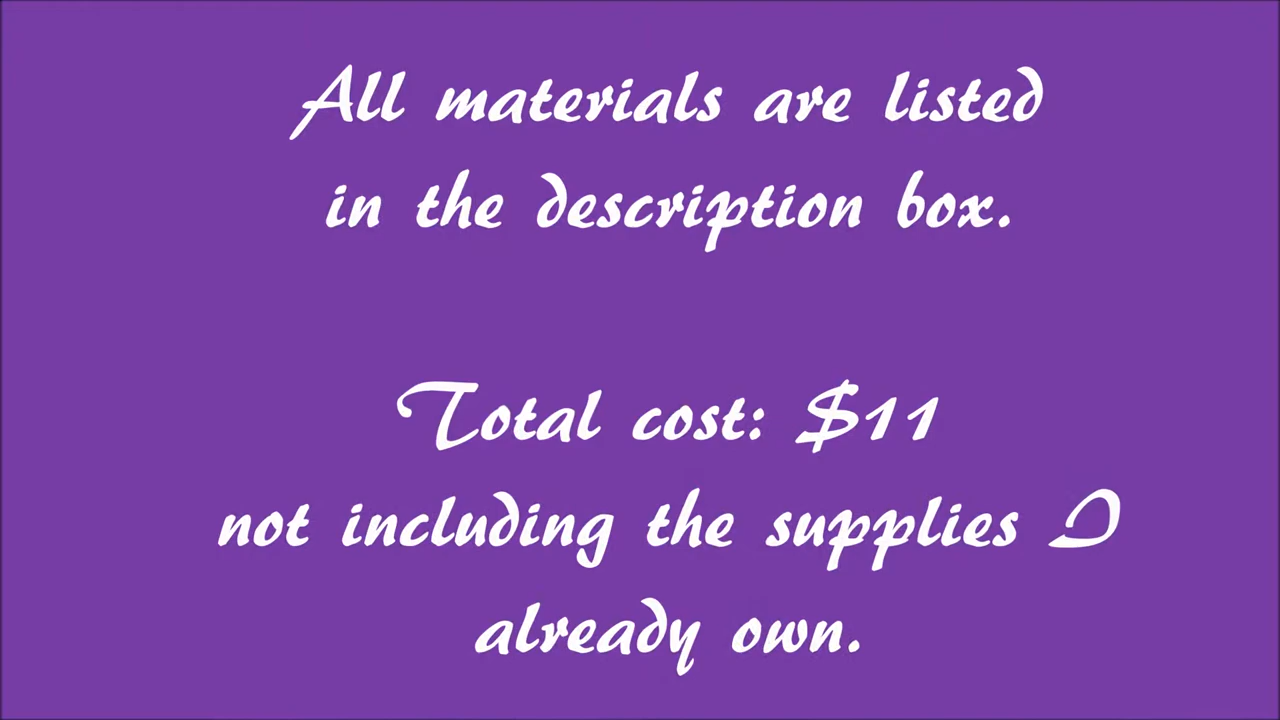 All materials are listed
in the description box.
Total cost: $11
not including the supplies I
already own.